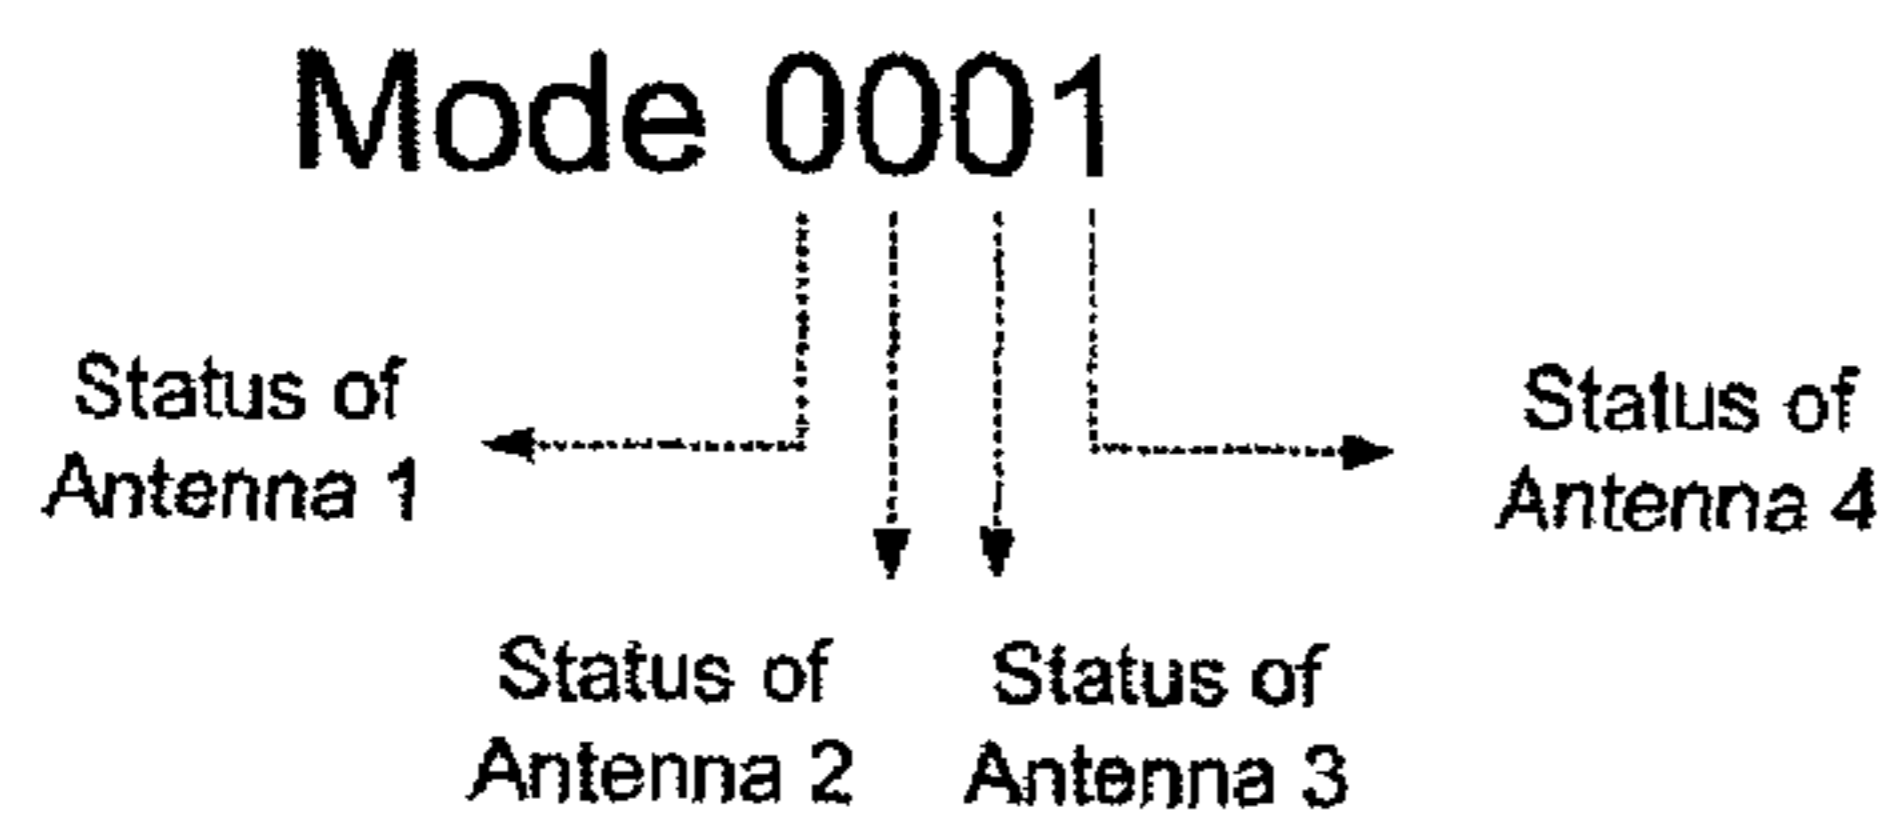 Mode 0001
Status of
Antenna 1
Status of
Antenna 2
Status of
Antenna 3
Status of
Antenna 4